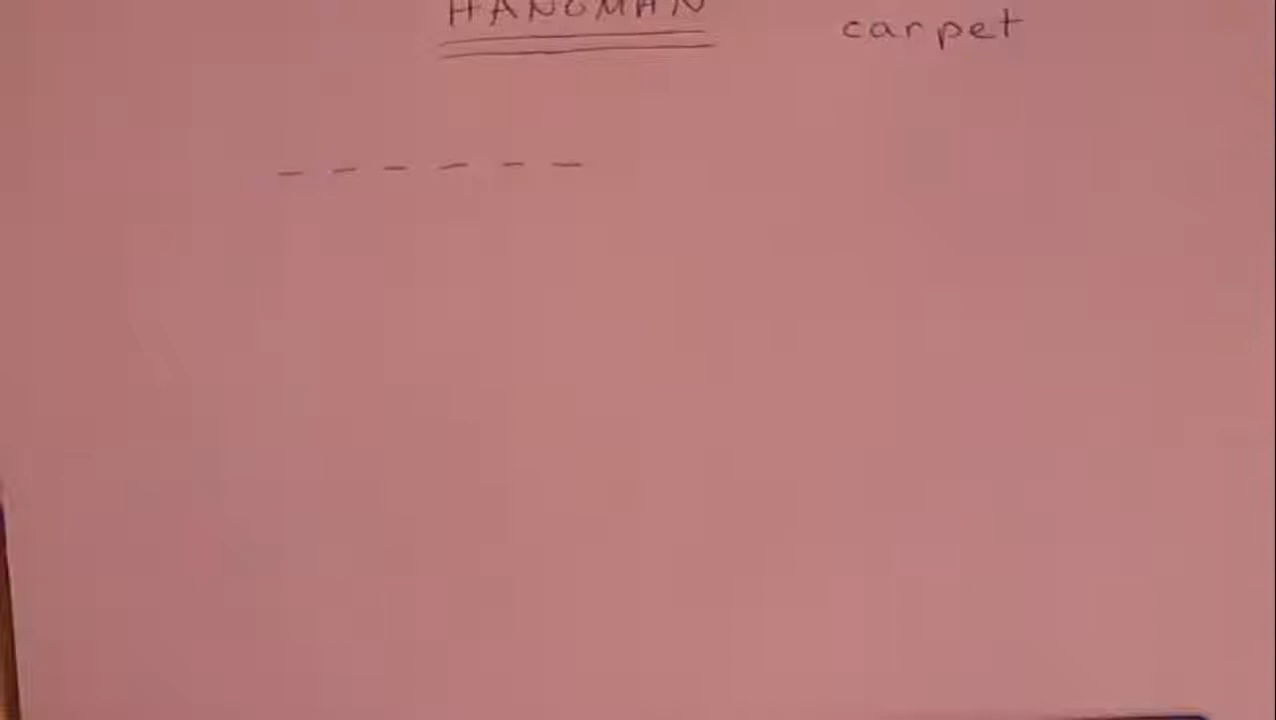 HANGMAN
carpet
_ _ _ _ _ _